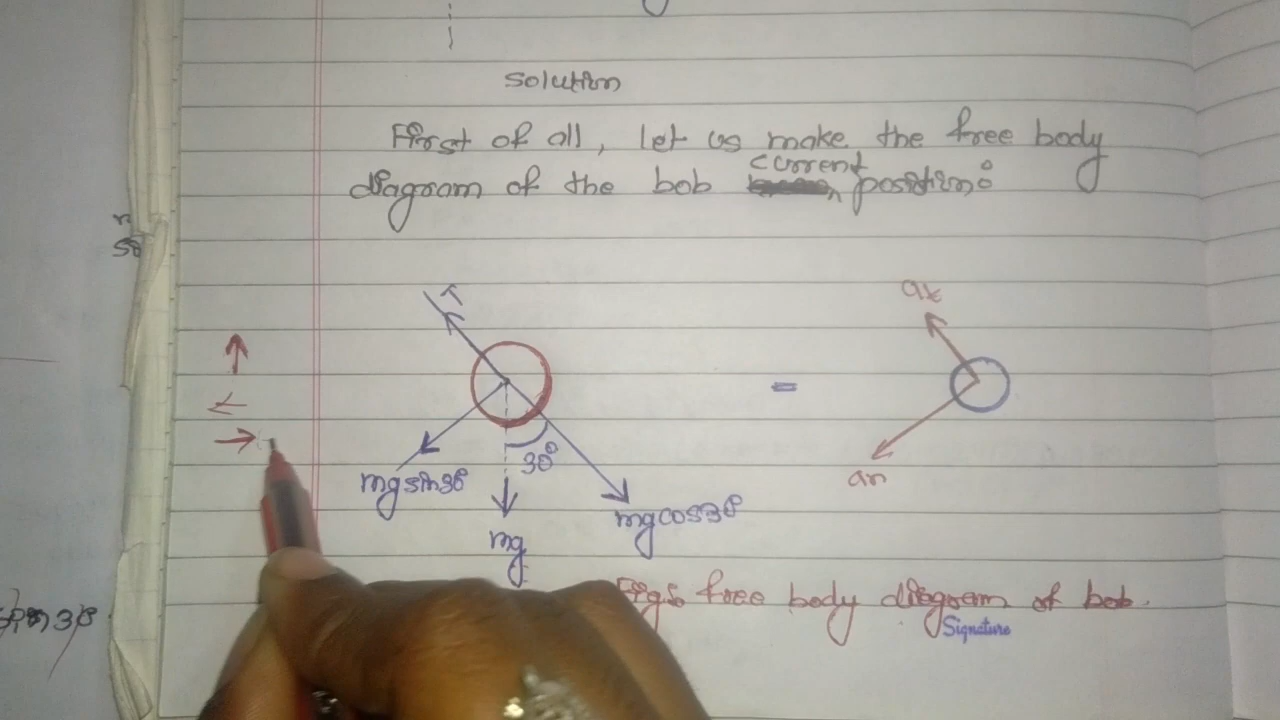 solution
First of all, let us make the free body
current
diagram of the bob position:
T
ax
30°
mg sin30
an
mg cos30
mg
Fig: free body diagram of bob.
Signature